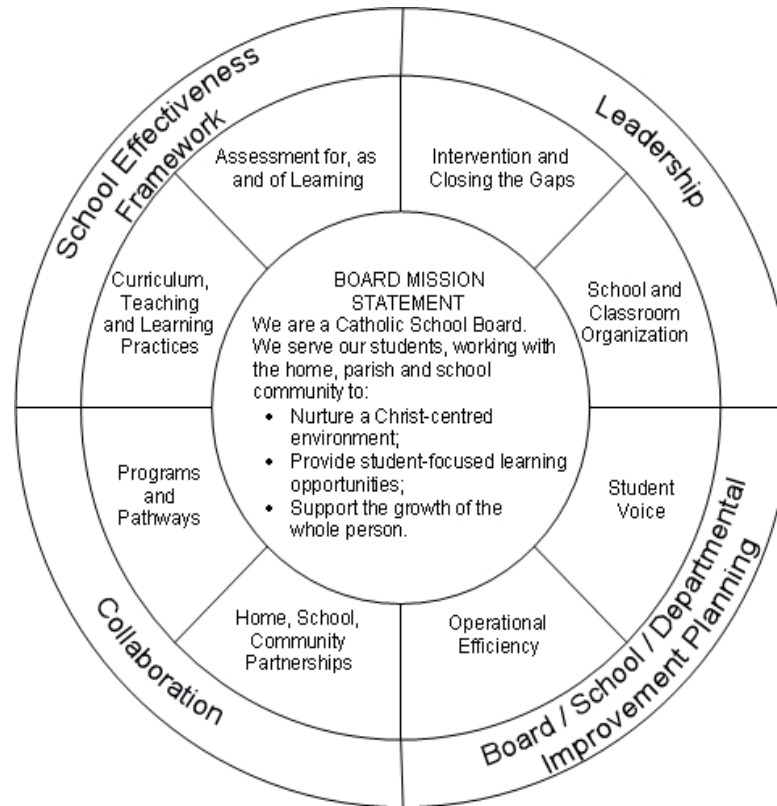 School Effectiveness
Framework
Leadership
Assessment for, as
and of Learning
Intervention and
Closing the Gaps
Curriculum,
Teaching
and Learning
Practices
School and
Classroom
Organization
BOARD MISSION
STATEMENT
We are a Catholic School Board.
We serve our students, working with
the home, parish and school
community to:
• Nurture a Christ-centred
environment;
• Provide student-focused learning
opportunities;
• Support the growth of the
whole person.
Programs
and
Pathways
Student
Voice
Home, School,
Community
Partnerships
Operational
Efficiency
Collaboration
Board / School / Departmental
Improvement Planning